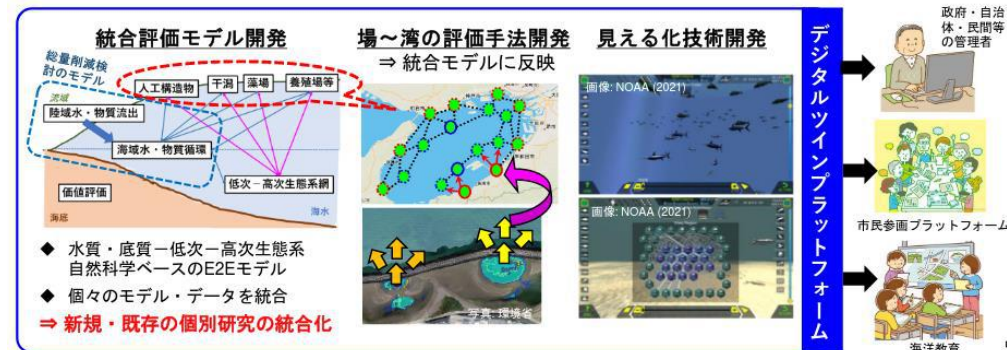 統合評価モデル開発
総量削減検
討のモデル
流域
人工構造物
干潟
藻場
養殖場等
陸域水・物質流出
海域水・物質循環
価値評価
低次－高次生態系網
海底
海水
◆ 水質・底質－低次－高次生態系
自然科学ベースのE2Eモデル
◆ 個々のモデル・データを統合
⇒ 新規・既存の個別研究の統合化
場～湾の評価手法開発
⇒ 統合モデルに反映
写真: 環境省
見える化技術開発
画像: NOAA (2021)
画像: NOAA (2021)
デジタルツインプラットフォーム
政府・自治
体・民間等
の管理者
市民参画プラットフォーム
海洋教育